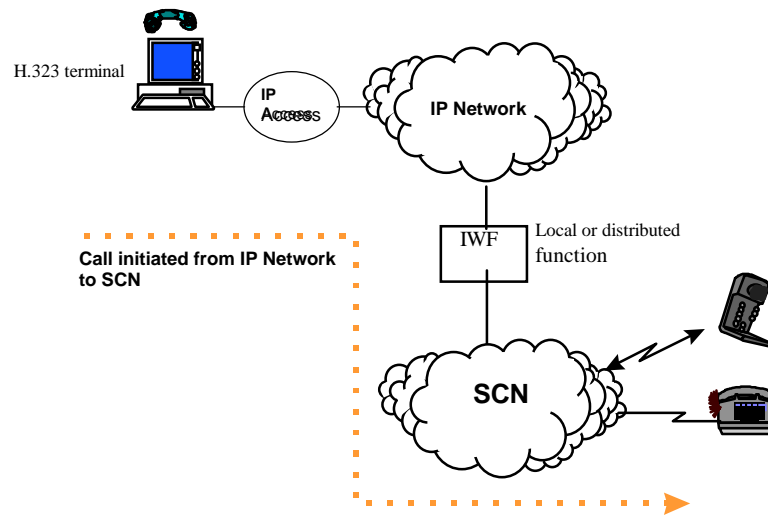 H.323 terminal
IP
Access
IP Network
IWF
Local or distributed
function
Call initiated from IP Network
to SCN
SCN